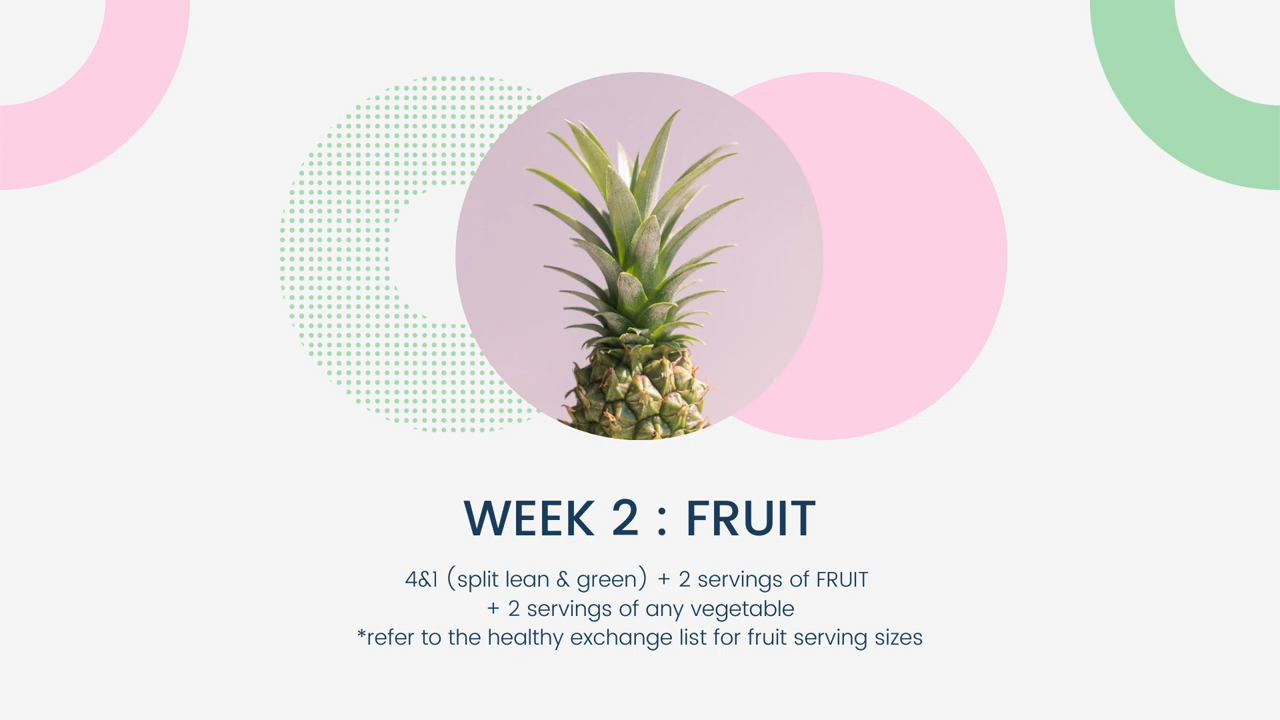 WEEK 2 : FRUIT
4&1 (split lean & green) + 2 servings of FRUIT
+ 2 servings of any vegetable
*refer to the healthy exchange list for fruit serving sizes